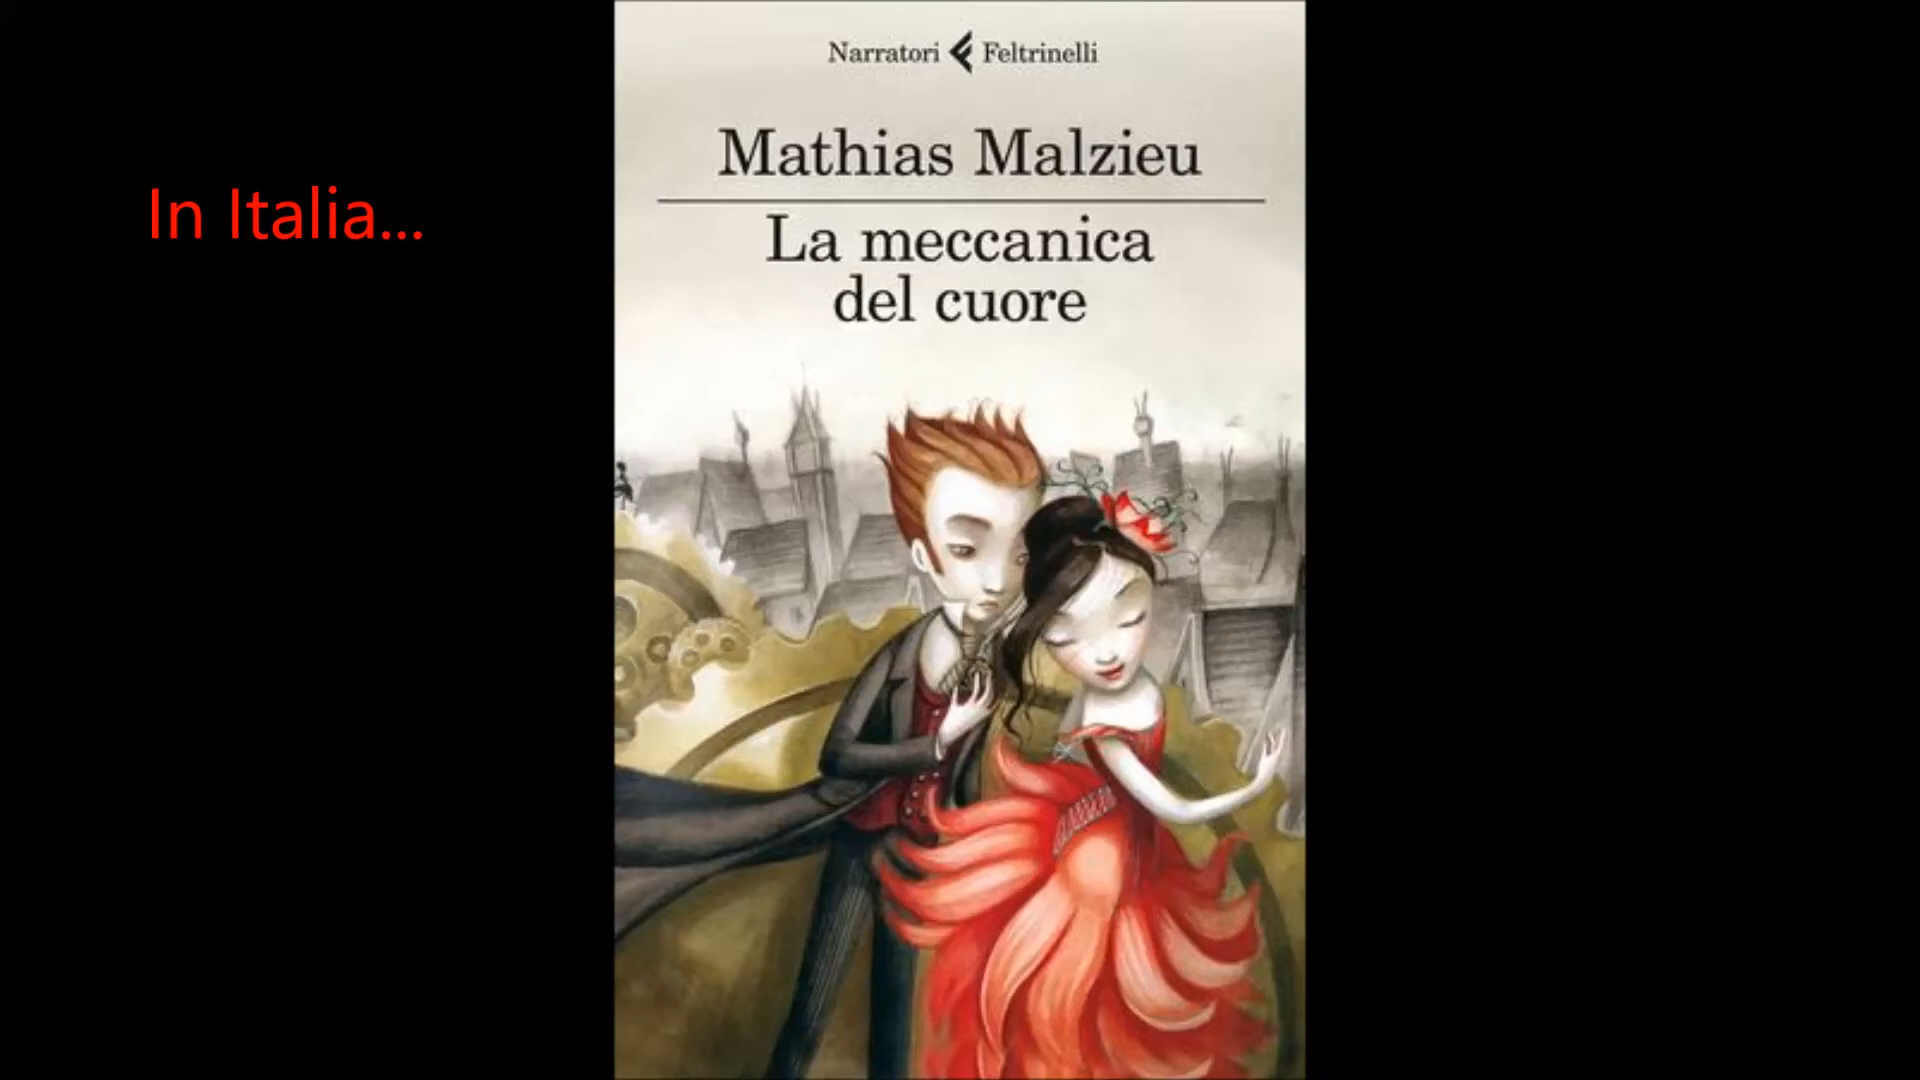 In Italia...
Narratori Feltrinelli
Mathias Malzieu
La meccanica
del cuore